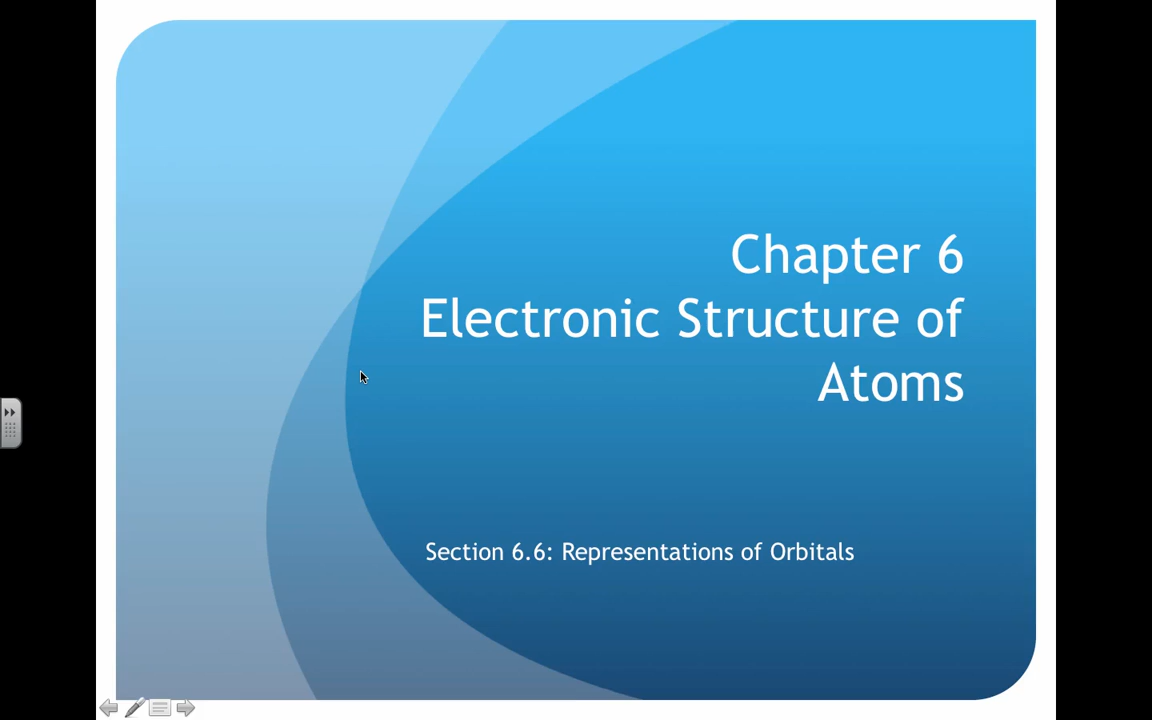 Chapter 6
Electronic Structure of
Atoms
Section 6.6: Representations of Orbitals